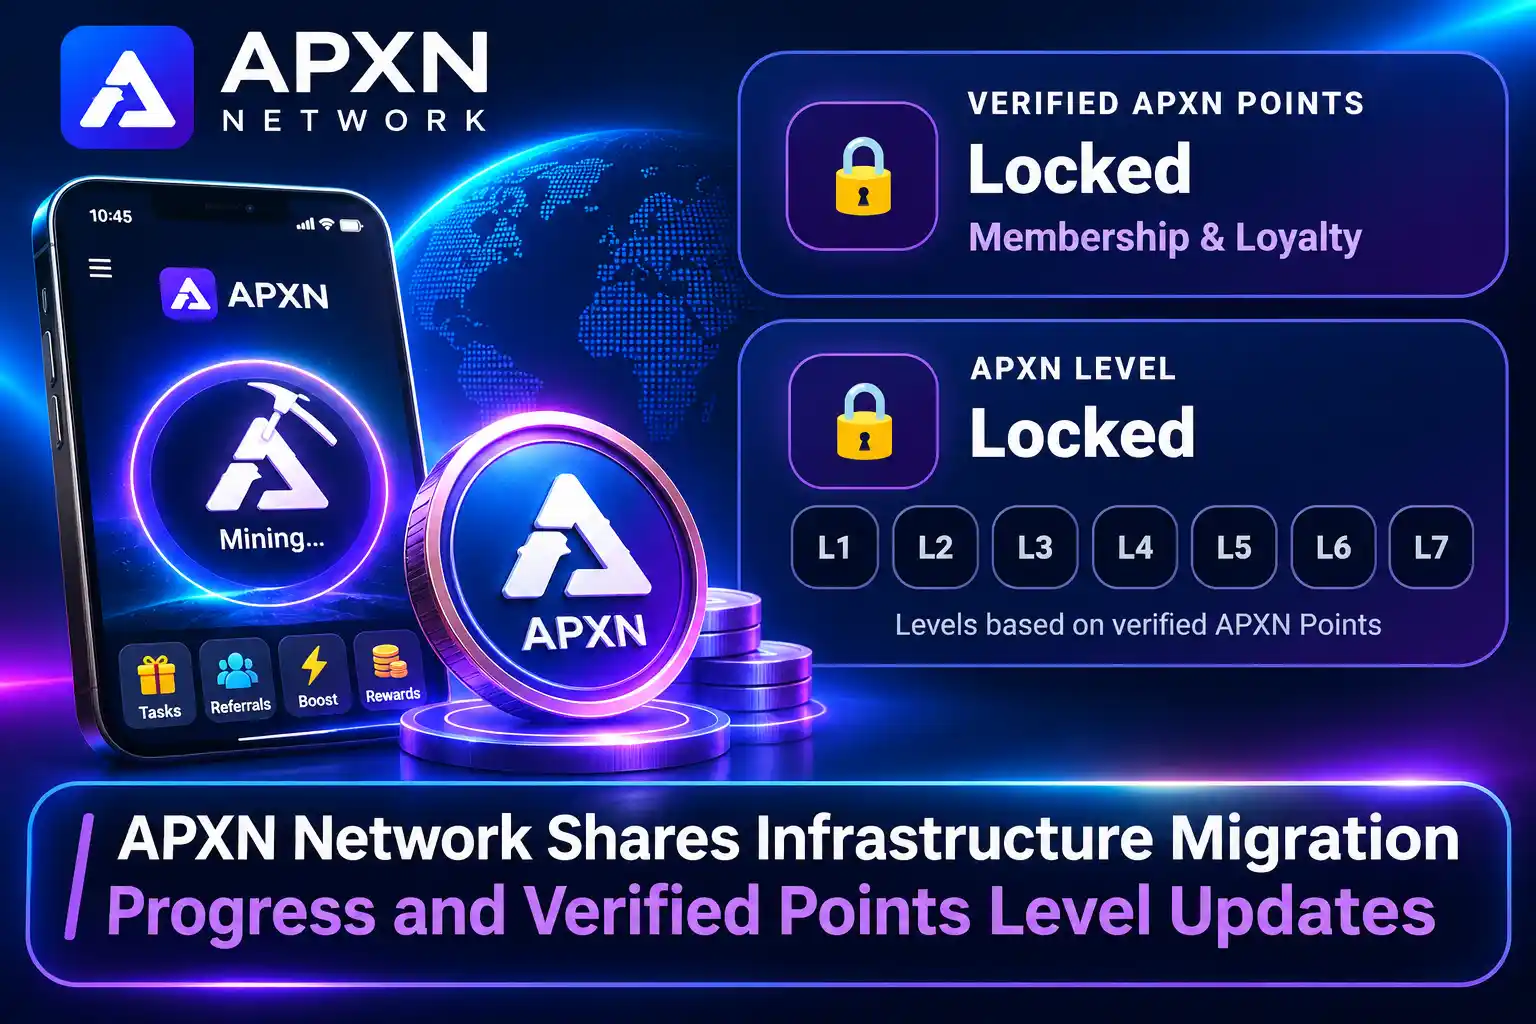 APXN
NETWORK
10:45
APXN
Mining...
Tasks
Referrals
Boost
Rewards
APXN
VERIFIED APXN POINTS
Locked
Membership & Loyalty
APXN LEVEL
Locked
L1 L2 L3 L4 L5 L6 L7
Levels based on verified APXN Points
APXN Network Shares Infrastructure Migration
Progress and Verified Points Level Updates